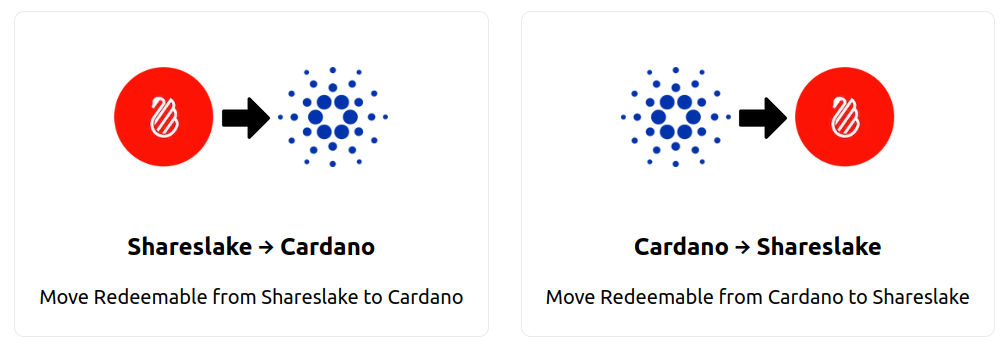 Shareslake → Cardano
Move Redeemable from Shareslake to Cardano
Cardano → Shareslake
Move Redeemable from Cardano to Shareslake